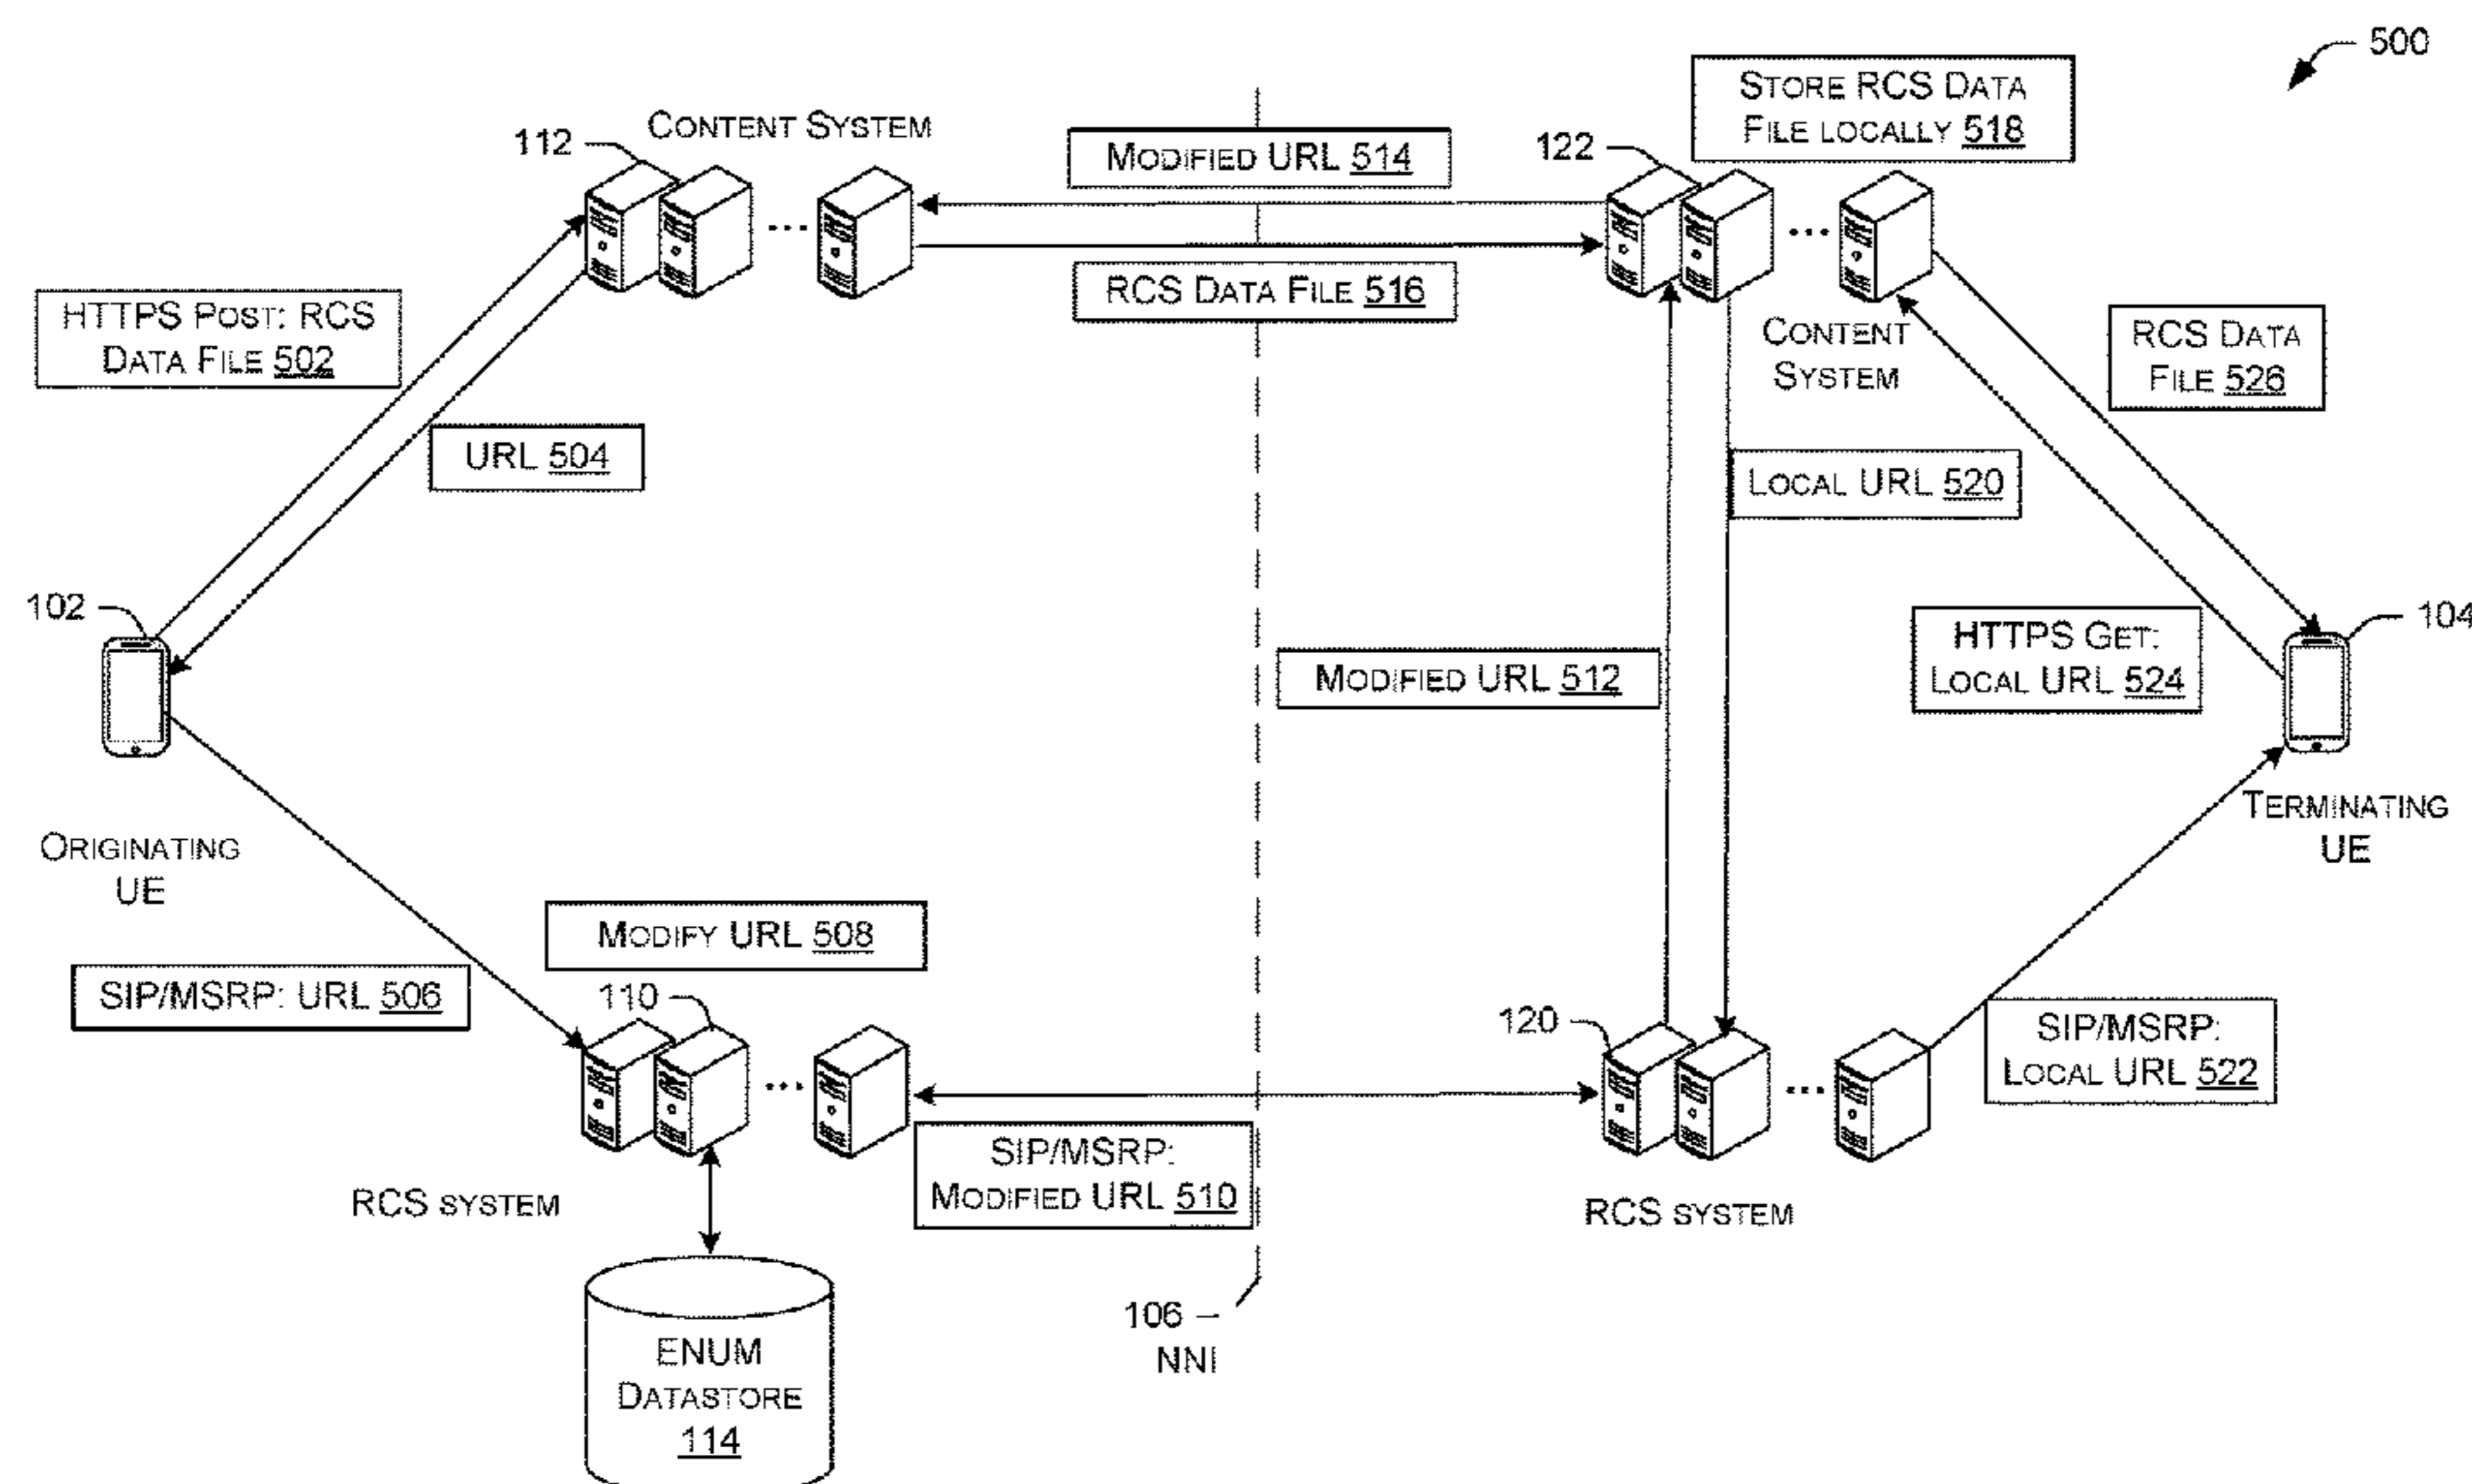 500
STORE RCS DATA
FILE LOCALLY 518
112
CONTENT SYSTEM
MODIFIED URL 514
122
RCS DATA FILE 516
HTTPS POST: RCS
DATA FILE 502
CONTENT
SYSTEM
RCS DATA
FILE 526
URL 504
LOCAL URL 520
102
104
HTTPS GET:
LOCAL URL 524
MODIFIED URL 512
ORIGINATING
UE
TERMINATING
UE
MODIFY URL 508
SIP/MSRP: URL 506
110
120
SIP/MSRP:
LOCAL URL 522
SIP/MSRP:
MODIFIED URL 510
RCS SYSTEM
RCS SYSTEM
106
NNI
ENUM
DATASTORE
114